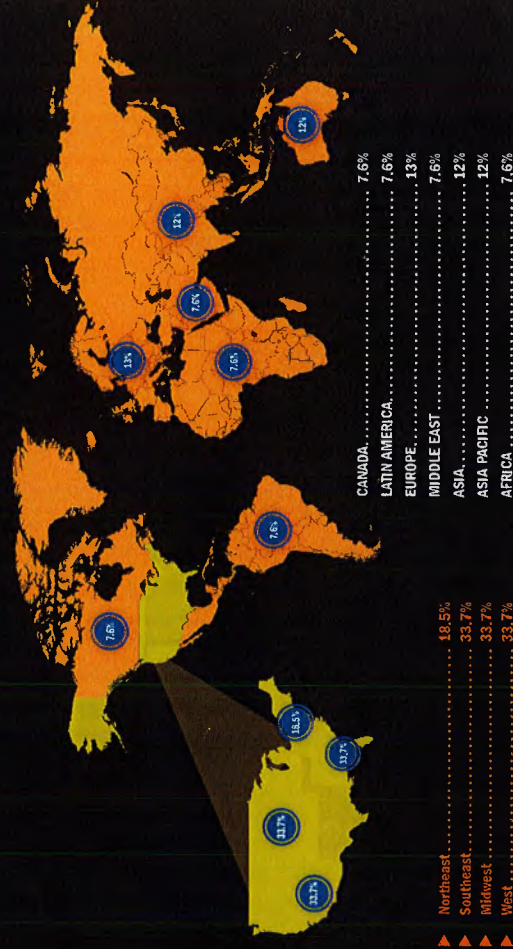 7.6%
7.6%
13%
7.6%
7.6%
12%
12%
33.7%
33.7%
18.5%
33.7%
Northeast 18.5%
Southeast 33.7%
Midwest 33.7%
West 33.7%
CANADA 7.6%
LATIN AMERICA 7.6%
EUROPE 13%
MIDDLE EAST 7.6%
ASIA 12%
ASIA PACIFIC 12%
AFRICA 7.6%